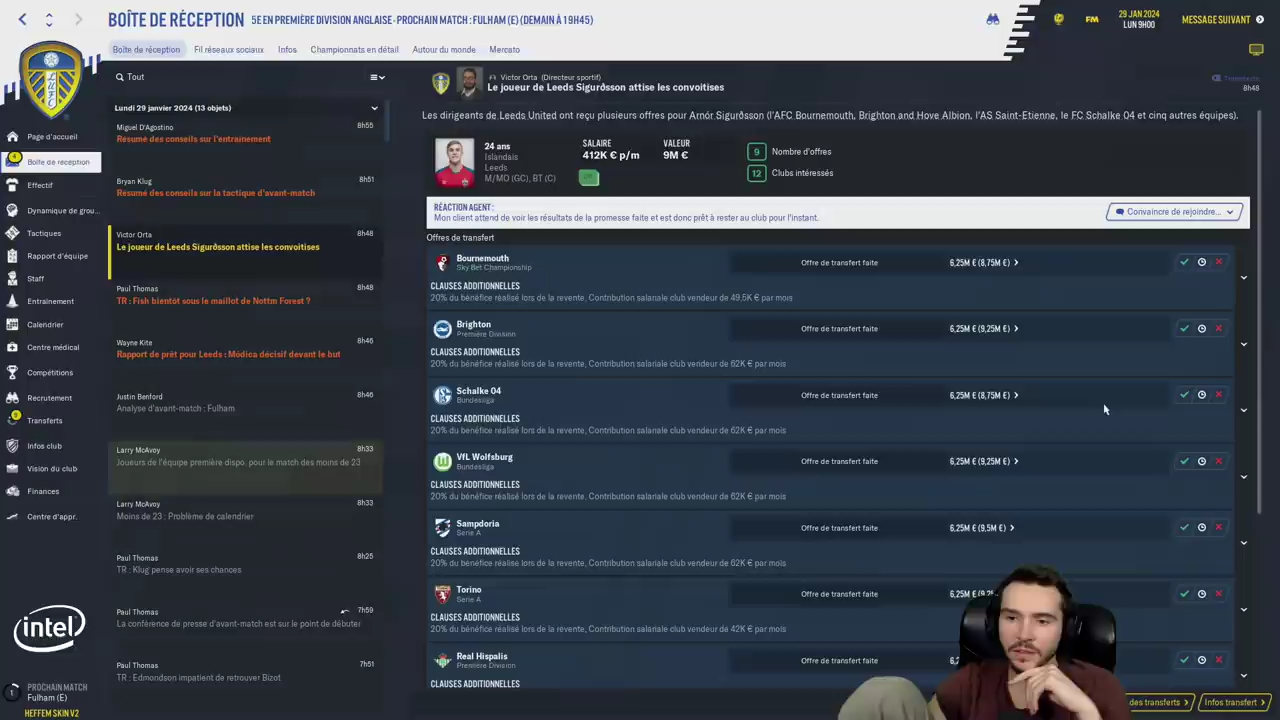 BOÎTE DE RÉCEPTION
5E EN PREMIÈRE DIVISION ANGLAISE - PROCHAIN MATCH : FULHAM (E) (DEMAIN À 19H45)
FM
29 JAN 2024
LUN 9H00
MESSAGE SUIVANT
Boîte de réception
Fil réseaux sociaux
Infos
Championnats en détail
Autour du monde
Mercato
Page d'accueil
Boîte de réception
Effectif
Dynamique de grou...
Tactiques
Rapport d'équipe
Staff
Entraînement
Calendrier
Centre médical
Compétitions
Recrutement
Transferts
Infos club
Vision du club
Finances
Centre d'appr.
intel
1
PROCHAIN MATCH
Fulham (E)
HEFFEM SKIN V2
Tout
Lundi 29 janvier 2024 (13 objets)
Miguel D'Agostino
8h55
Résumé des conseils sur l'entraînement
Bryan Klug
8h51
Résumé des conseils sur la tactique d'avant-match
Victor Orta
8h48
Le joueur de Leeds Sigurðsson attise les convoitises
Paul Thomas
8h48
TR : Fish bientôt sous le maillot de Nottm Forest ?
Wayne Kite
8h46
Rapport de prêt pour Leeds : Módica décisif devant le but
Justin Benford
8h46
Analyse d'avant-match : Fulham
Larry McAvoy
8h33
Joueurs de l'équipe première dispo. pour le match des moins de 23
Larry McAvoy
8h33
Moins de 23 : Problème de calendrier
Paul Thomas
8h25
TR : Klug pense avoir ses chances
Paul Thomas
7h59
La conférence de presse d'avant-match est sur le point de débuter
Paul Thomas
7h51
TR : Edmondson impatient de retrouver Bizot
Victor Orta (Directeur sportif)
Le joueur de Leeds Sigurðsson attise les convoitises
Transferts
8h48
Les dirigeants de Leeds United ont reçu plusieurs offres pour Arnór Sigurðsson (l'AFC Bournemouth, Brighton and Hove Albion, l'AS Saint-Etienne, le FC Schalke 04 et cinq autres équipes).
24 ans
Islandais
Leeds
M/MO (GC), BT (C)
SALAIRE
412K € p/m
VALEUR
9M €
9 Nombre d'offres
12 Clubs intéressés
RÉACTION AGENT :
Mon client attend de voir les résultats de la promesse faite et est donc prêt à rester au club pour l'instant.
Convaincre de rejoindre...
Offres de transfert
Bournemouth
Sky Bet Championship
Offre de transfert faite
6,25M € (8,75M €)
CLAUSES ADDITIONNELLES
20% du bénéfice réalisé lors de la revente, Contribution salariale club vendeur de 49,5K € par mois
Brighton
Première Division
Offre de transfert faite
6,25M € (9,25M €)
CLAUSES ADDITIONNELLES
20% du bénéfice réalisé lors de la revente, Contribution salariale club vendeur de 62K € par mois
Schalke 04
Bundesliga
Offre de transfert faite
6,25M € (8,75M €)
CLAUSES ADDITIONNELLES
20% du bénéfice réalisé lors de la revente, Contribution salariale club vendeur de 62K € par mois
VfL Wolfsburg
Bundesliga
Offre de transfert faite
6,25M € (9,25M €)
CLAUSES ADDITIONNELLES
20% du bénéfice réalisé lors de la revente, Contribution salariale club vendeur de 62K € par mois
Sampdoria
Serie A
Offre de transfert faite
6,25M € (9,5M €)
CLAUSES ADDITIONNELLES
20% du bénéfice réalisé lors de la revente, Contribution salariale club vendeur de 62K € par mois
Torino
Serie A
Offre de transfert faite
CLAUSES ADDITIONNELLES
20% du bénéfice réalisé lors de la revente, Contribution salariale club vendeur de 42K € par mois
Real Hispalis
Première Division
Offre de transfert faite
CLAUSES ADDITIONNELLES
des transferts
Infos transfert